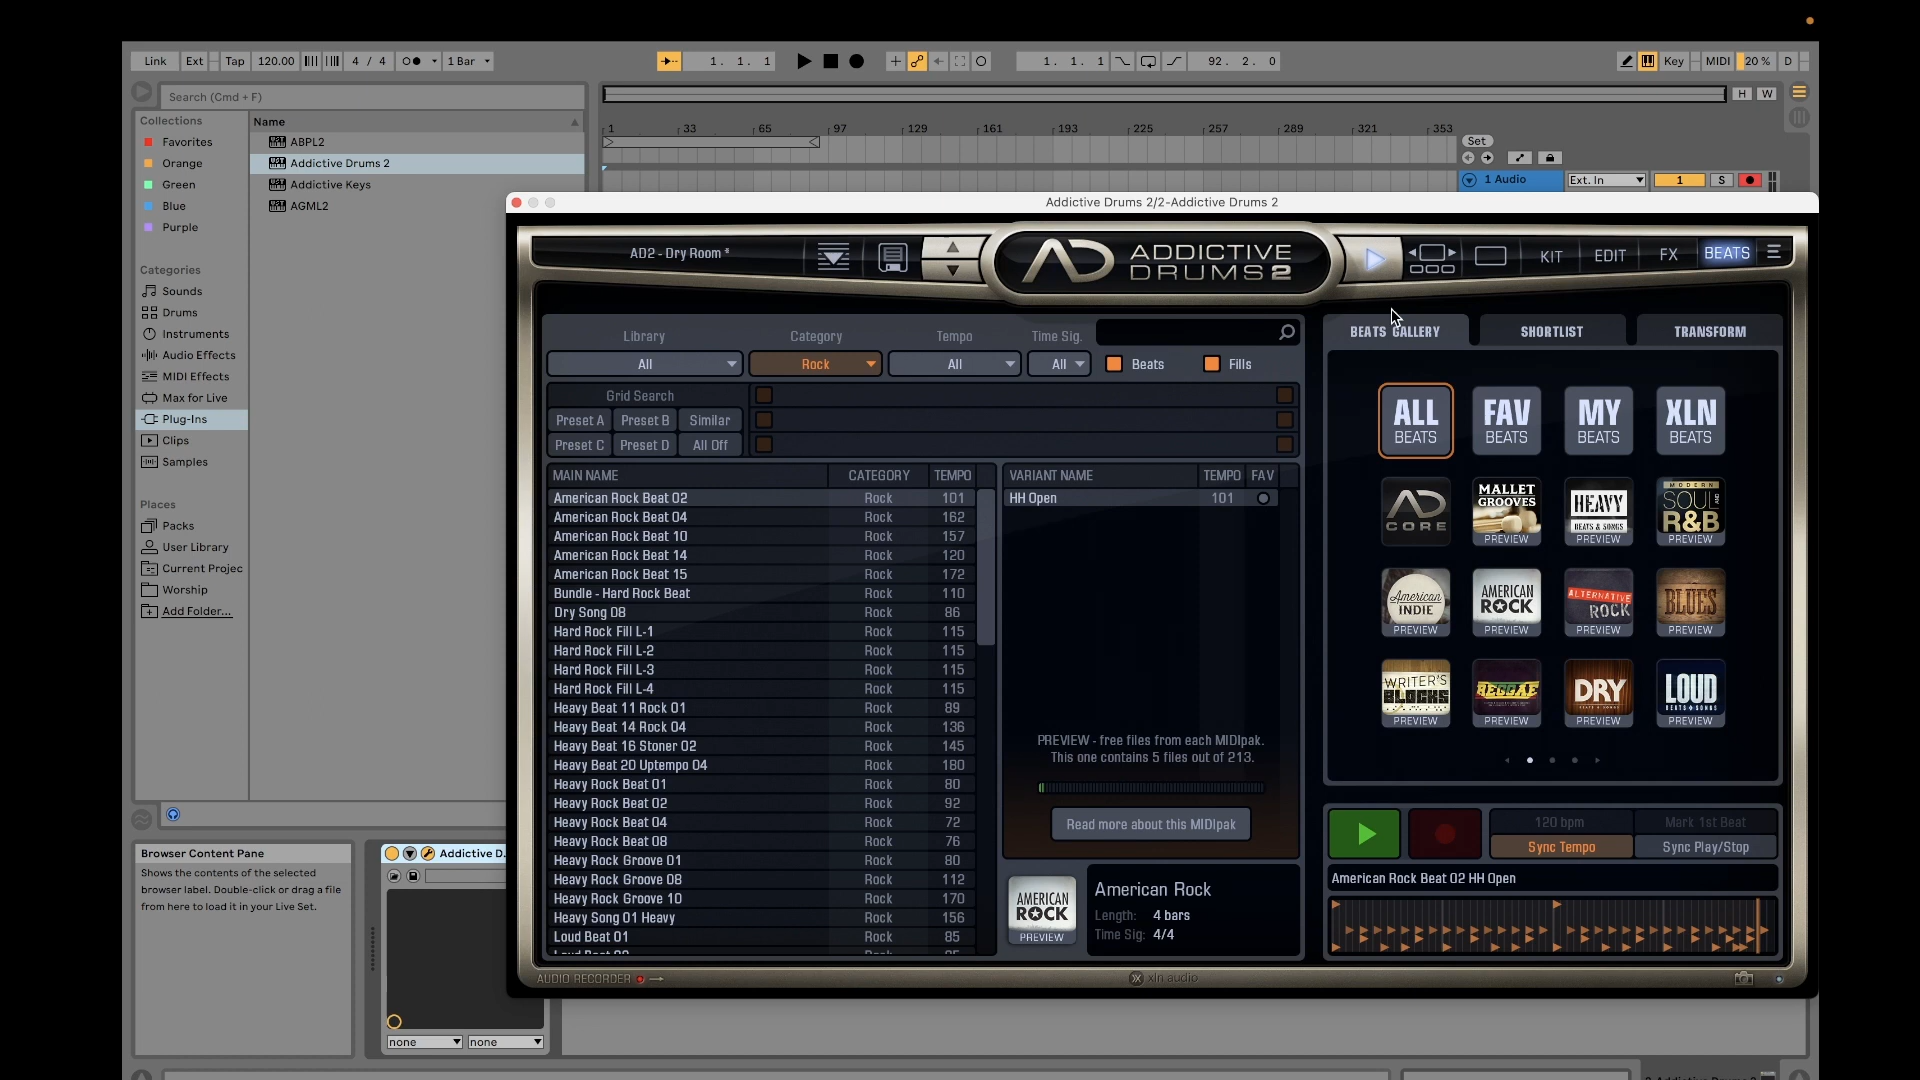 Link Ext Tap 120.00 4 / 4 1 Bar 1. 1. 1 1. 1. 1 92. 2. 0 Key MIDI 20 % D
Search (Cmd + F)
H W
Collections
Favorites
Orange
Green
Blue
Purple
Categories
Sounds
Drums
Instruments
Audio Effects
MIDI Effects
Max for Live
Plug-Ins
Clips
Samples
Places
Packs
User Library
Current Projec
Worship
Add Folder...
Name
ABPL2
Addictive Drums 2
Addictive Keys
AGML2
1 33 65 97 129 161 193 225 257 289 321 353
Set
1 Audio Ext. In 1 S
Addictive Drums 2/2-Addictive Drums 2
AD2 - Dry Room *
AD ADDICTIVE
DRUMS 2
KIT EDIT FX BEATS
Library Category Tempo Time Sig.
All Rock All All Beats Fills
Grid Search
Preset A Preset B Similar
Preset C Preset D All Off
MAIN NAME CATEGORY TEMPO
American Rock Beat 02 Rock 101
American Rock Beat 04 Rock 162
American Rock Beat 10 Rock 157
American Rock Beat 14 Rock 120
American Rock Beat 15 Rock 172
Bundle - Hard Rock Beat Rock 110
Dry Song 08 Rock 86
Hard Rock Fill L-1 Rock 115
Hard Rock Fill L-2 Rock 115
Hard Rock Fill L-3 Rock 115
Hard Rock Fill L-4 Rock 115
Heavy Beat 11 Rock 01 Rock 89
Heavy Beat 14 Rock 04 Rock 136
Heavy Beat 16 Stoner 02 Rock 145
Heavy Beat 20 Uptempo 04 Rock 180
Heavy Rock Beat 01 Rock 80
Heavy Rock Beat 02 Rock 92
Heavy Rock Beat 04 Rock 72
Heavy Rock Beat 08 Rock 76
Heavy Rock Groove 01 Rock 80
Heavy Rock Groove 08 Rock 112
Heavy Rock Groove 10 Rock 170
Heavy Song 01 Heavy Rock 156
Loud Beat 01 Rock 85
VARIANT NAME TEMPO FAV
HH Open 101
PREVIEW - free files from each MIDIpak.
This one contains 5 files out of 213.
Read more about this MIDIpak
AMERICAN
ROCK
PREVIEW
American Rock
Length: 4 bars
Time Sig: 4/4
BEATS GALLERY SHORTLIST TRANSFORM
ALL FAV MY XLN
BEATS BEATS BEATS BEATS
AD CORE
MALLET GROOVES PREVIEW
HEAVY BEATS & SONGS PREVIEW
MODERN SOUL AND R&B PREVIEW
American INDIE PREVIEW
AMERICAN ROCK PREVIEW
ALTERNATIVE ROCK PREVIEW
BLUES PREVIEW
WRITER'S BLOCKS PREVIEW
REGGAE PREVIEW
DRY BEATS & SONGS PREVIEW
LOUD BEATS + SONGS PREVIEW
120 bpm Mark 1st Beat
Sync Tempo Sync Play/Stop
American Rock Beat 02 HH Open
AUDIO RECORDER
xln audio
Browser Content Pane
Shows the contents of the selected
browser label. Double-click or drag a file
from here to load it in your Live Set.
Addictive D.
none none